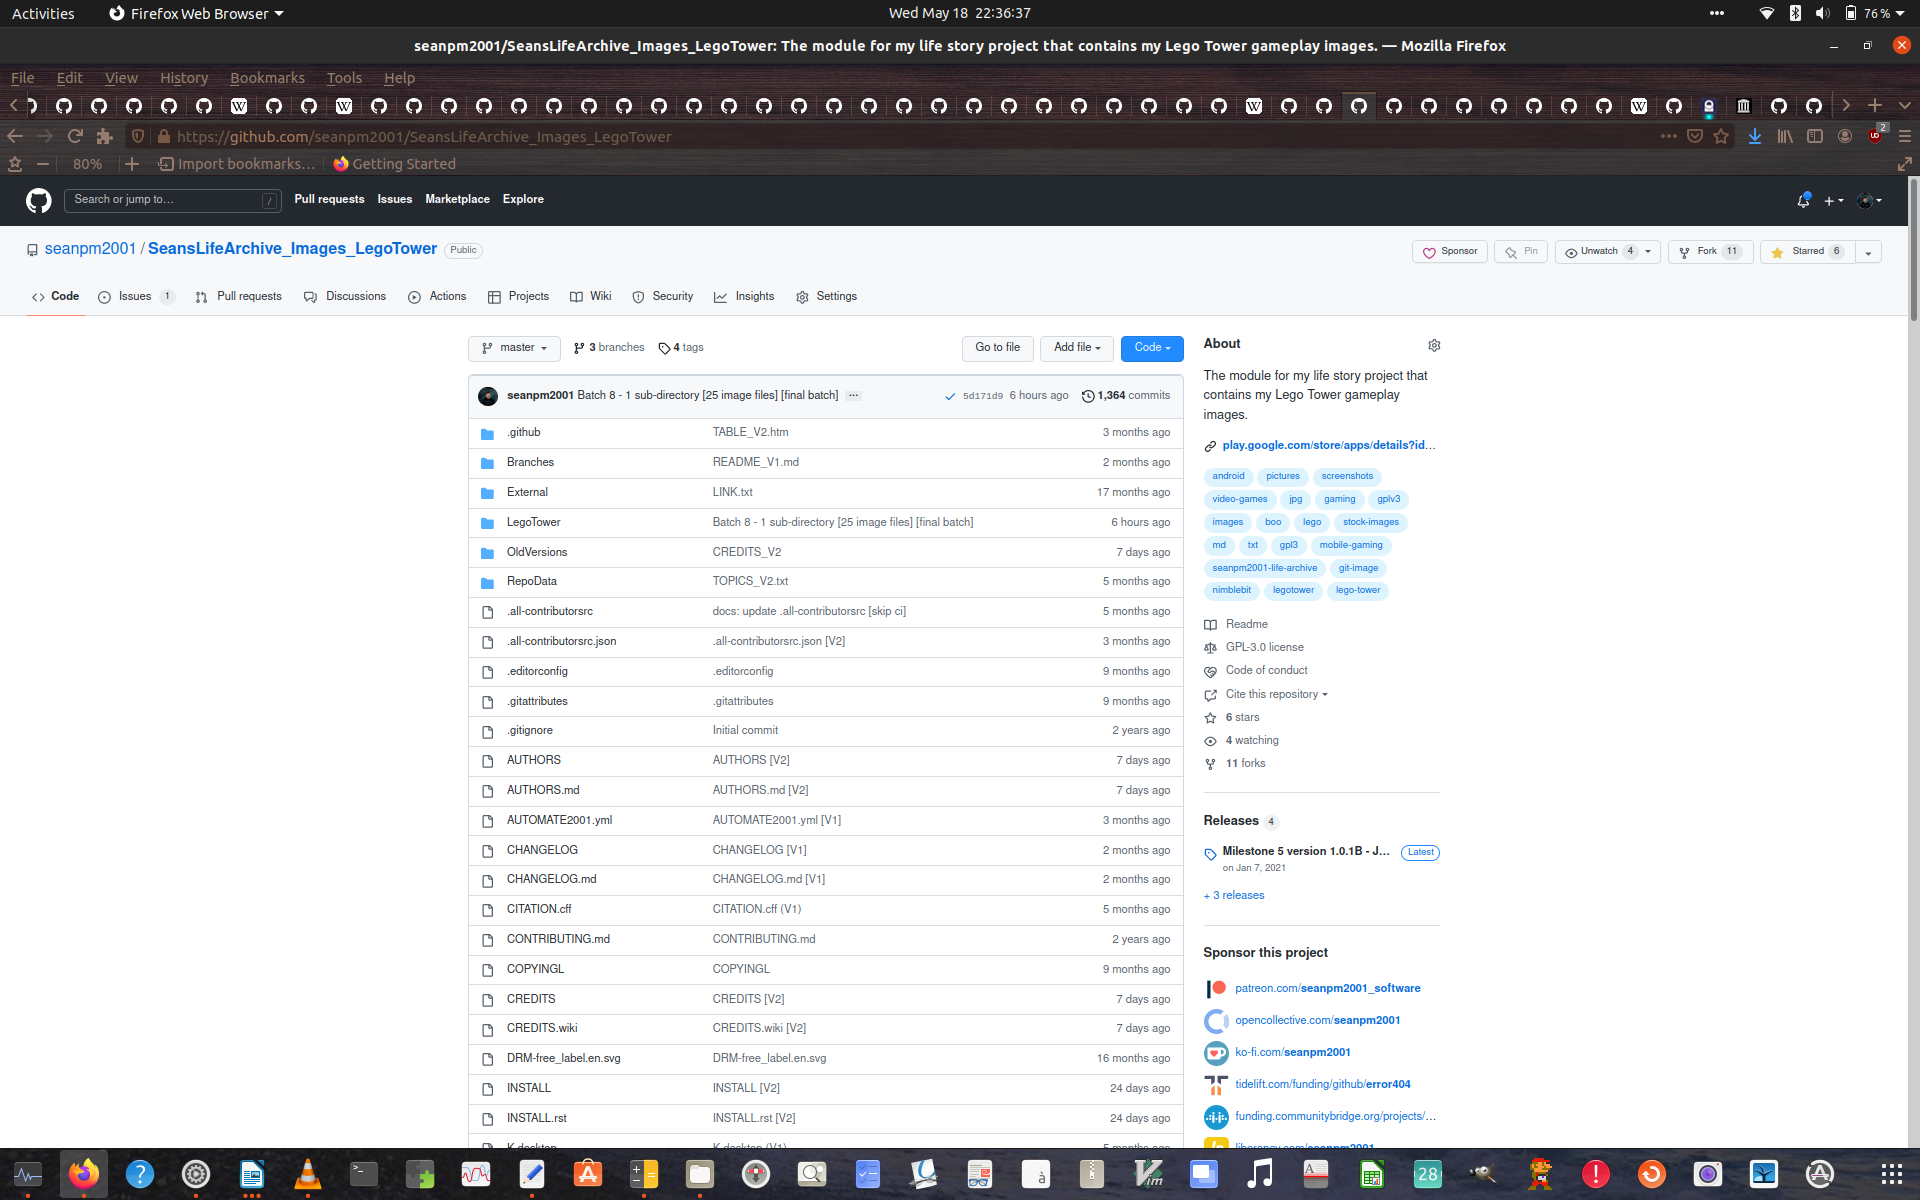 Activities
Firefox Web Browser
Wed May 18 22:36:37
76 %
seanpm2001/SeansLifeArchive_Images_LegoTower: The module for my life story project that contains my Lego Tower gameplay images. — Mozilla Firefox
File Edit View History Bookmarks Tools Help
https://github.com/seanpm2001/SeansLifeArchive_Images_LegoTower
2
80%
Import bookmarks…
Getting Started
Search or jump to…
/
Pull requests Issues Marketplace Explore
seanpm2001 / SeansLifeArchive_Images_LegoTower Public
Sponsor
Pin
Unwatch 4
Fork 11
Starred 6
Code
Issues 1
Pull requests
Discussions
Actions
Projects
Wiki
Security
Insights
Settings
master
3 branches
4 tags
Go to file
Add file
Code
seanpm2001 Batch 8 - 1 sub-directory [25 image files] [final batch] ···
5d171d9 6 hours ago
1,364 commits
.github TABLE_V2.htm 3 months ago
Branches README_V1.md 2 months ago
External LINK.txt 17 months ago
LegoTower Batch 8 - 1 sub-directory [25 image files] [final batch] 6 hours ago
OldVersions CREDITS_V2 7 days ago
RepoData TOPICS_V2.txt 5 months ago
.all-contributorsrc docs: update .all-contributorsrc [skip ci] 5 months ago
.all-contributorsrc.json .all-contributorsrc.json [V2] 3 months ago
.editorconfig .editorconfig 9 months ago
.gitattributes .gitattributes 9 months ago
.gitignore Initial commit 2 years ago
AUTHORS AUTHORS [V2] 7 days ago
AUTHORS.md AUTHORS.md [V2] 7 days ago
AUTOMATE2001.yml AUTOMATE2001.yml [V1] 3 months ago
CHANGELOG CHANGELOG [V1] 2 months ago
CHANGELOG.md CHANGELOG.md [V1] 2 months ago
CITATION.cff CITATION.cff (V1) 5 months ago
CONTRIBUTING.md CONTRIBUTING.md 2 years ago
COPYINGL COPYINGL 9 months ago
CREDITS CREDITS [V2] 7 days ago
CREDITS.wiki CREDITS.wiki [V2] 7 days ago
DRM-free_label.en.svg DRM-free_label.en.svg 16 months ago
INSTALL INSTALL [V2] 24 days ago
INSTALL.rst INSTALL.rst [V2] 24 days ago
K.desktop K.desktop (V1) 5 months ago
About
The module for my life story project that
contains my Lego Tower gameplay
images.
play.google.com/store/apps/details?id…
android pictures screenshots
video-games jpg gaming gplv3
images boo lego stock-images
md txt gpl3 mobile-gaming
seanpm2001-life-archive git-image
nimblebit legotower lego-tower
Readme
GPL-3.0 license
Code of conduct
Cite this repository
6 stars
4 watching
11 forks
Releases 4
Milestone 5 version 1.0.1B - J… Latest
on Jan 7, 2021
+ 3 releases
Sponsor this project
patreon.com/seanpm2001_software
opencollective.com/seanpm2001
ko-fi.com/seanpm2001
tidelift.com/funding/github/error404
funding.communitybridge.org/projects/…
liberapay.com/seanpm2001
28